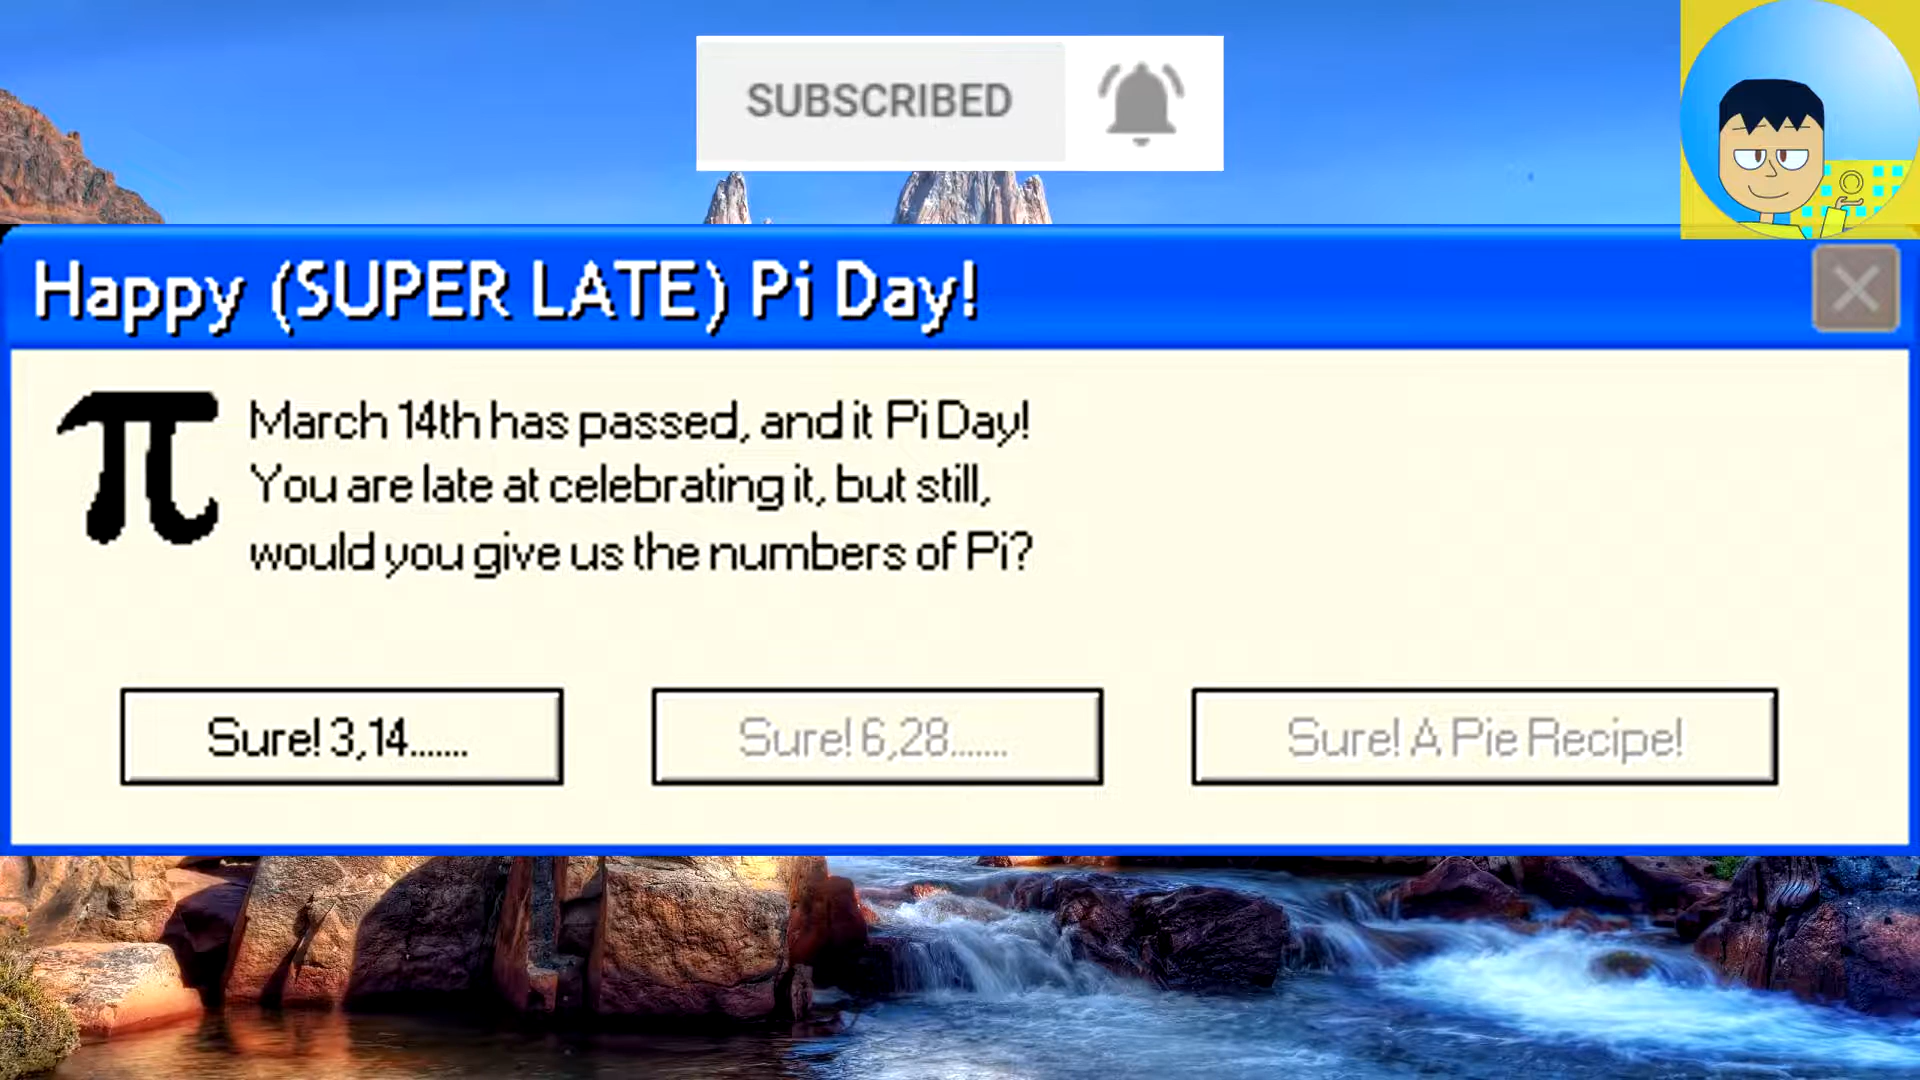 SUBSCRIBED
Happy (SUPER LATE) Pi Day!
π
March 14th has passed, and it Pi Day!
You are late at celebrating it, but still,
would you give us the numbers of Pi?
Sure! 3,14.......
Sure! 6,28.......
Sure! A Pie Recipe!